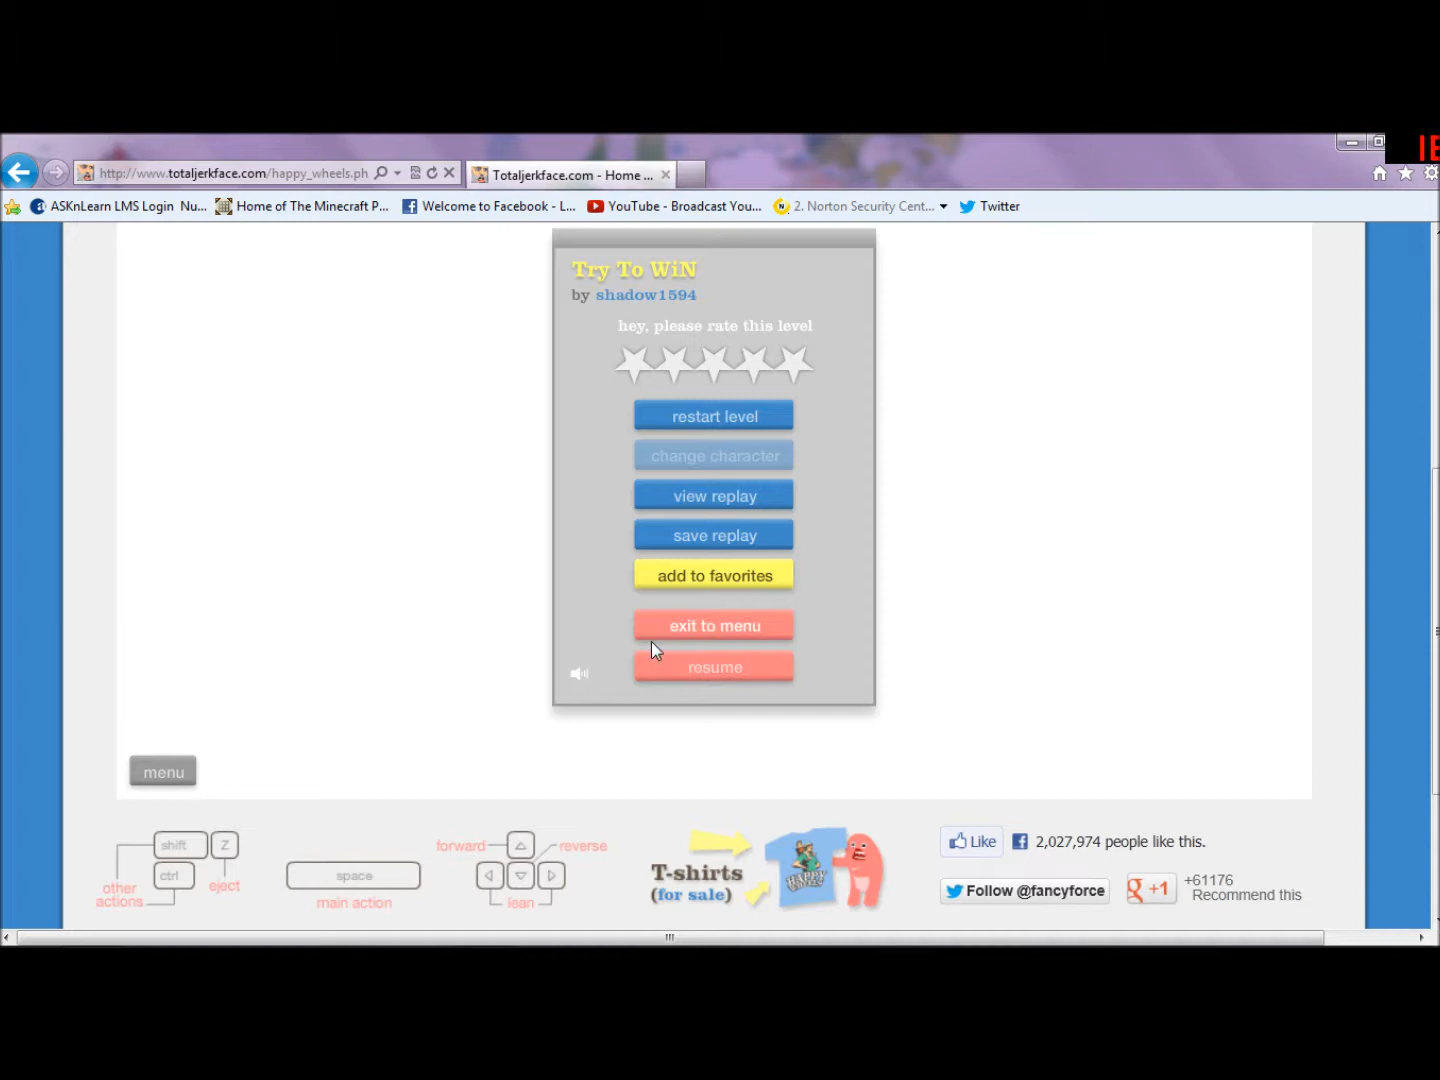 IE
http://www.totaljerkface.com/happy_wheels.ph
Totaljerkface.com - Home ...
ASKnLearn LMS Login Nu...
Home of The Minecraft P...
Welcome to Facebook - L...
YouTube - Broadcast You...
2. Norton Security Cent...
Twitter
Try To WiN
by shadow1594
hey, please rate this level
restart level
change character
view replay
save replay
add to favorites
exit to menu
resume
menu
shift
Z
ctrl
other
actions
eject
space
main action
forward
reverse
lean
T-shirts
(for sale)
HAPPY WHEELS
Like
2,027,974 people like this.
Follow @fancyforce
+1
+61176
Recommend this